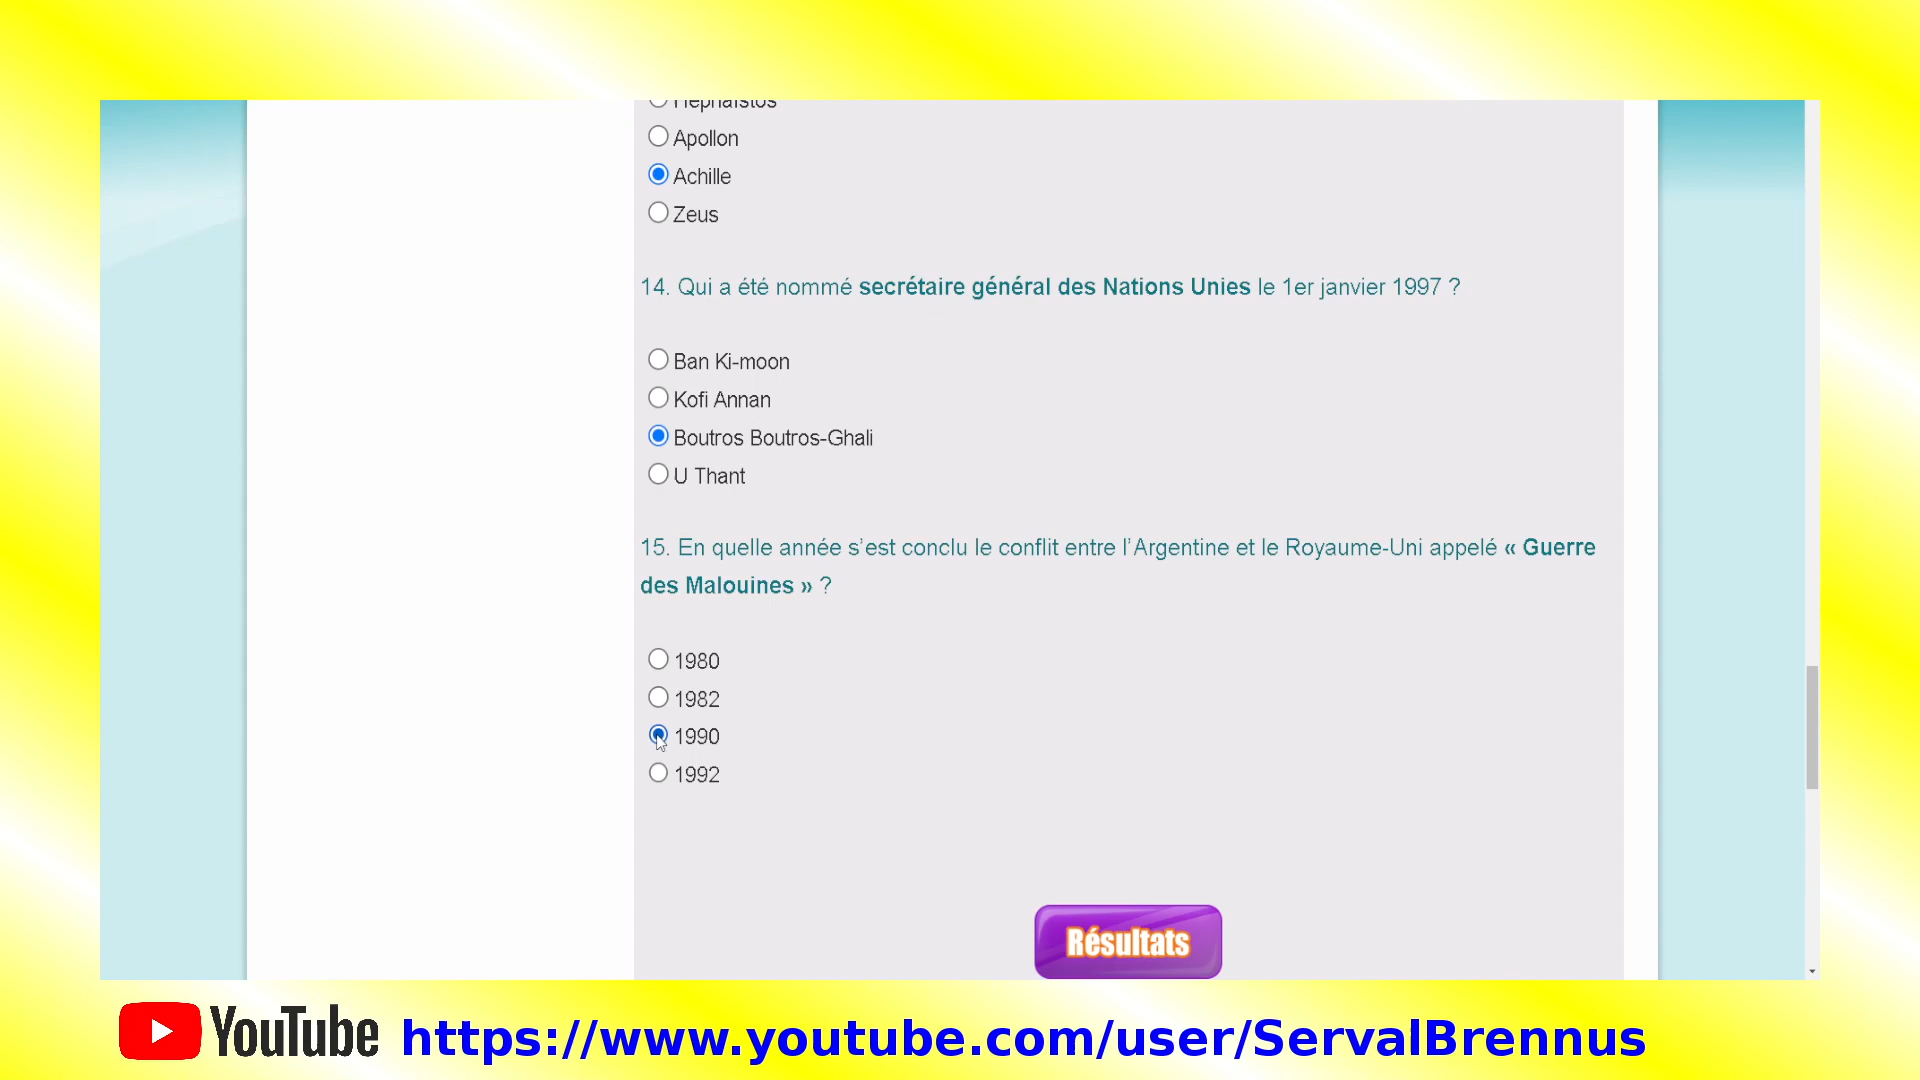 Héphaïstos
Apollon
Achille
Zeus
14. Qui a été nommé secrétaire général des Nations Unies le 1er janvier 1997 ?
Ban Ki-moon
Kofi Annan
Boutros Boutros-Ghali
U Thant
15. En quelle année s’est conclu le conflit entre l’Argentine et le Royaume-Uni appelé « Guerre
des Malouines » ?
1980
1982
1990
1992
Résultats
YouTube https://www.youtube.com/user/ServalBrennus